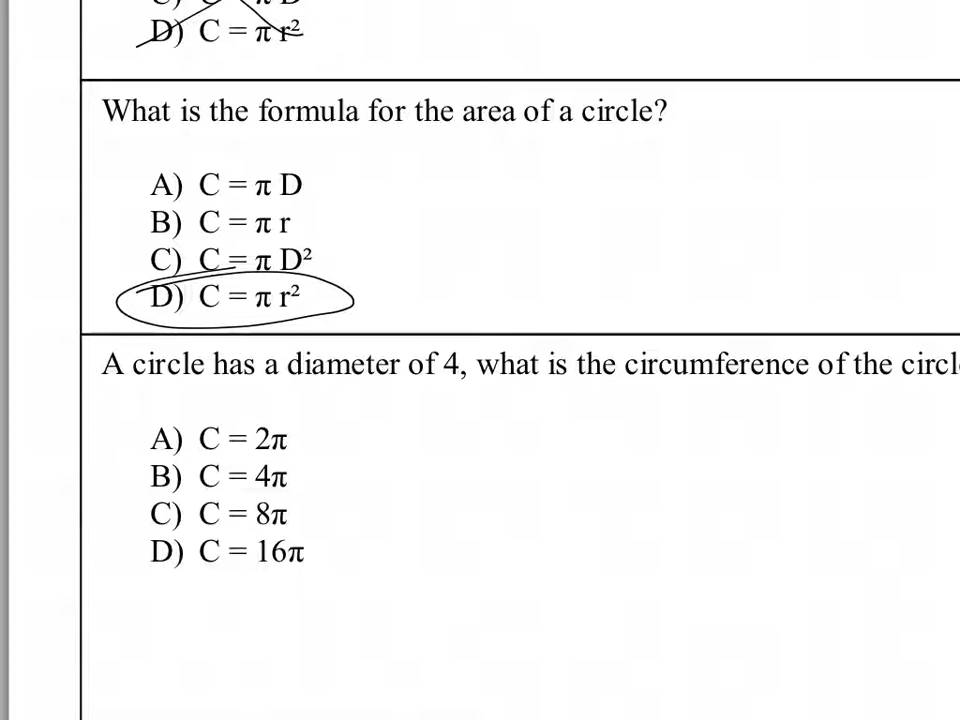 D) C = π r²
What is the formula for the area of a circle?
A) C = π D
B) C = π r
C) C = π D²
D) C = π r²
A circle has a diameter of 4, what is the circumference of the circl
A) C = 2π
B) C = 4π
C) C = 8π
D) C = 16π